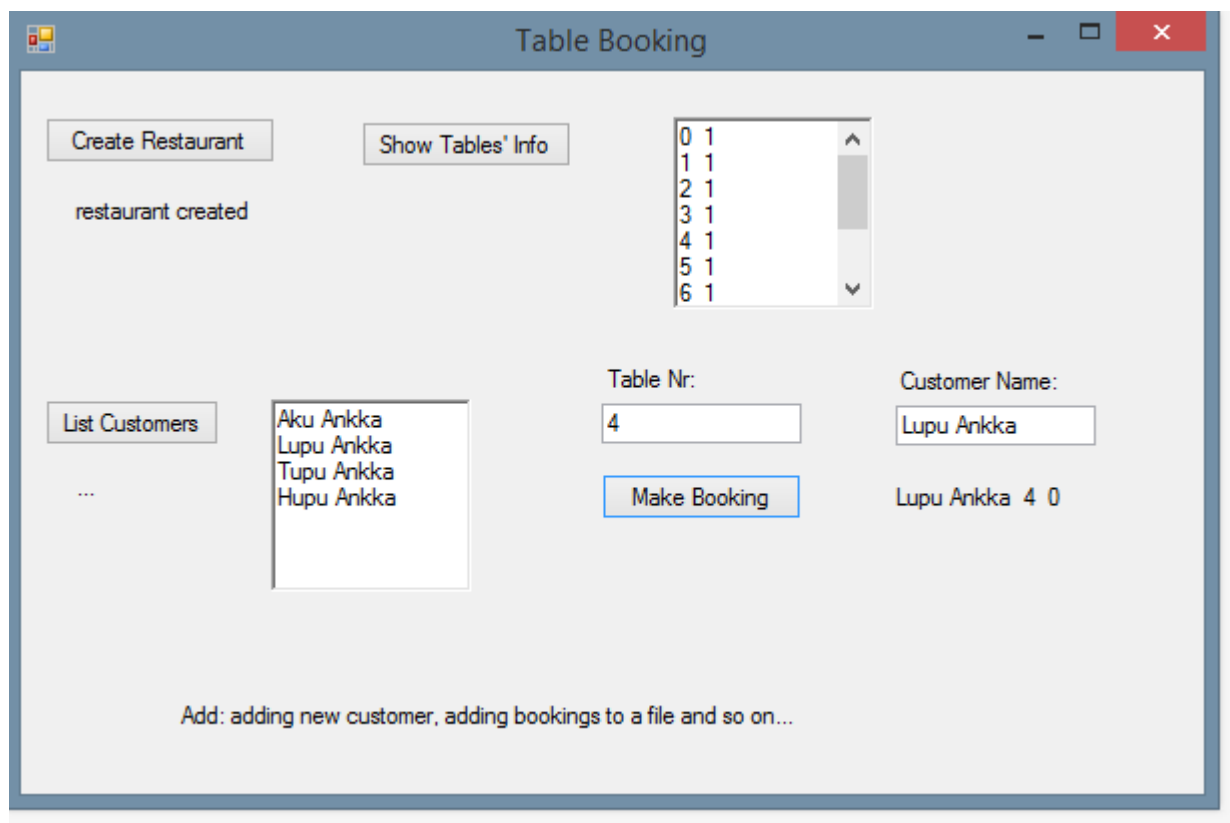 Table Booking
Create Restaurant
Show Tables' Info
restaurant created
0 1
1 1
2 1
3 1
4 1
5 1
6 1
List Customers
...
Aku Ankka
Lupu Ankka
Tupu Ankka
Hupu Ankka
Table Nr:
4
Make Booking
Customer Name:
Lupu Ankka
Lupu Ankka 4 0
Add: adding new customer, adding bookings to a file and so on...